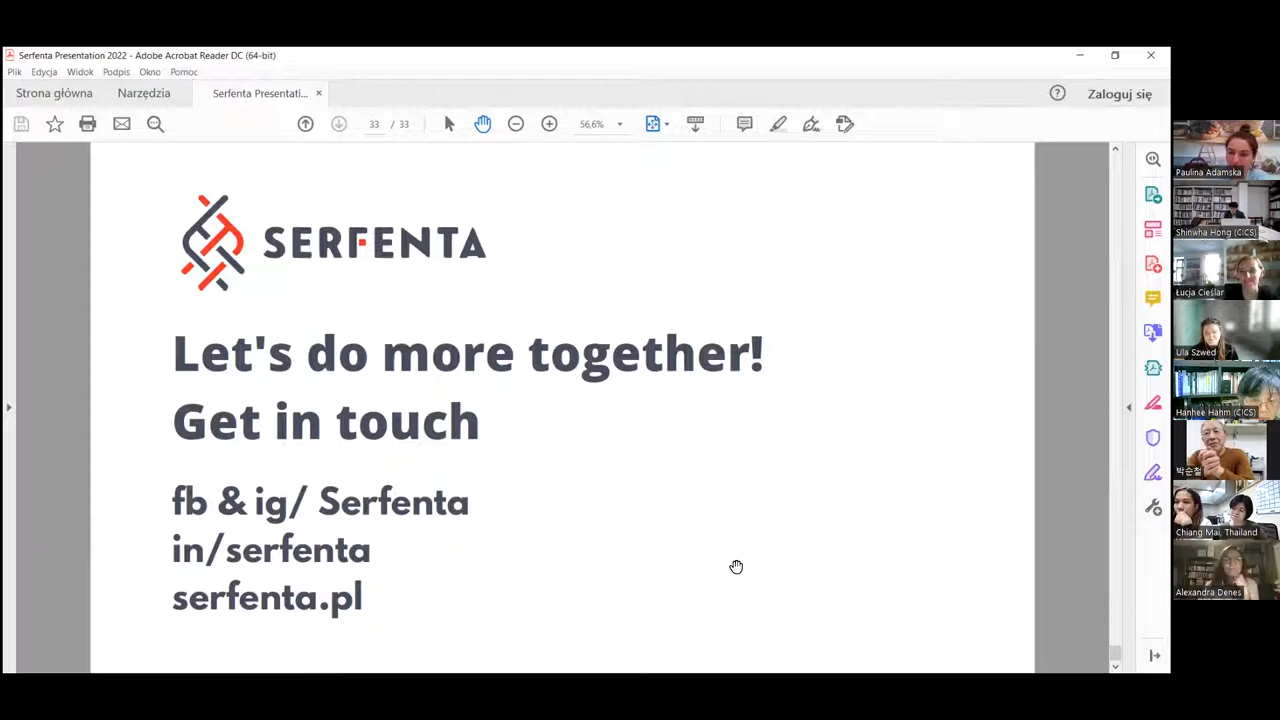 Serfenta Presentation 2022 - Adobe Acrobat Reader DC (64-bit)
Plik Edycja Widok Podpis Okno Pomoc
Strona główna Narzędzia Serfenta Presentati... Zaloguj się
33 / 33 56,6%
SERFENTA
Let's do more together!
Get in touch
fb & ig/ Serfenta
in/serfenta
serfenta.pl
Paulina Adamska
Shinwha Hong (CICS)
Łucja Cieślar
Ula Szwed
Hanhee Hahm (CICS)
박순철
Chiang Mai, Thailand
Alexandra Denes